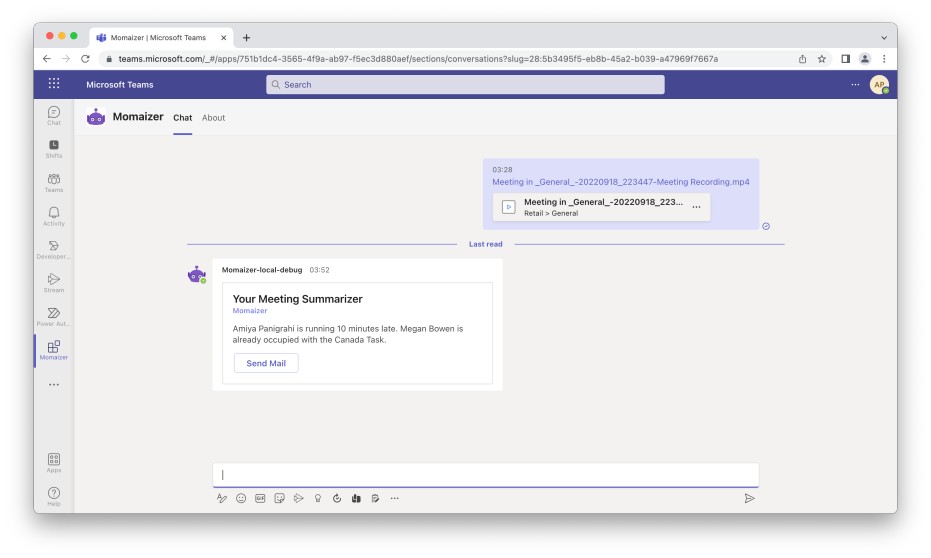 Momaizer | Microsoft Teams
teams.microsoft.com/_#/apps/751b1dc4-3565-4f9a-ab97-f5ec3d880aef/sections/conversations?slug=28:5b3495f5-eb8b-45a2-b039-a47969f7667a
Microsoft Teams
Search
AP
Chat
Shifts
Teams
Activity
Developer...
Stream
Power Aut...
Momaizer
Apps
Help
Momaizer Chat About
03:28
Meeting in _General_-20220918_223447-Meeting Recording.mp4
Meeting in _General_-20220918_223...
Retail > General
Last read
Momaizer-local-debug 03:52
Your Meeting Summarizer
Momaizer
Amiya Panigrahi is running 10 minutes late. Megan Bowen is
already occupied with the Canada Task.
Send Mail
GIF